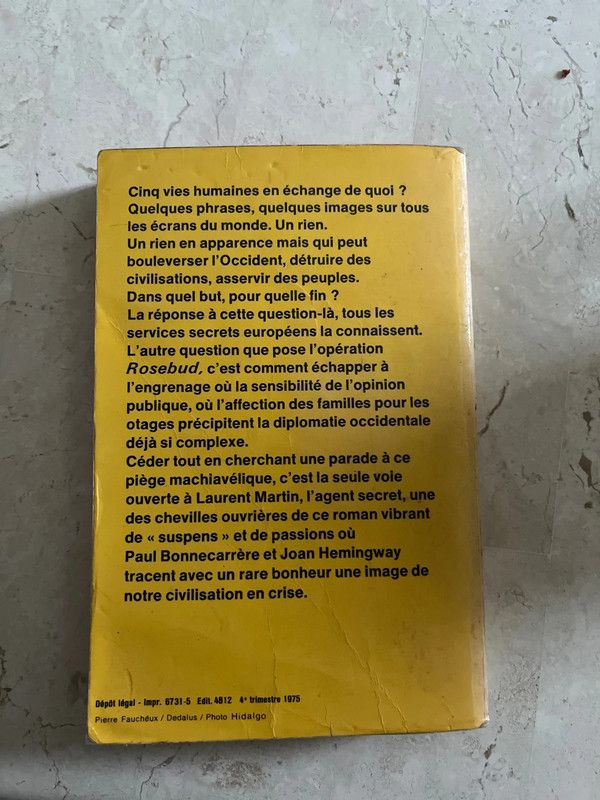 Cinq vies humaines en échange de quoi ?
Quelques phrases, quelques images sur tous
les écrans du monde. Un rien.
Un rien en apparence mais qui peut
bouleverser l'Occident, détruire des
civilisations, asservir des peuples.
Dans quel but, pour quelle fin ?
La réponse à cette question-là, tous les
services secrets européens la connaissent.
L'autre question que pose l'opération
Rosebud, c'est comment échapper à
l'engrenage où la sensibilité de l'opinion
publique, où l'affection des familles pour les
otages précipitent la diplomatie occidentale
déjà si complexe.
Céder tout en cherchant une parade à ce
piège machiavélique, c'est la seule voie
ouverte à Laurent Martin, l'agent secret, une
des chevilles ouvrières de ce roman vibrant
de « suspens » et de passions où
Paul Bonnecarrère et Joan Hemingway
tracent avec un rare bonheur une image de
notre civilisation en crise.
Dépôt légal - Impr. 6731-5 Edit. 4812 4e trimestre 1975
Pierre Faucheux / Dedalus / Photo Hidalgo